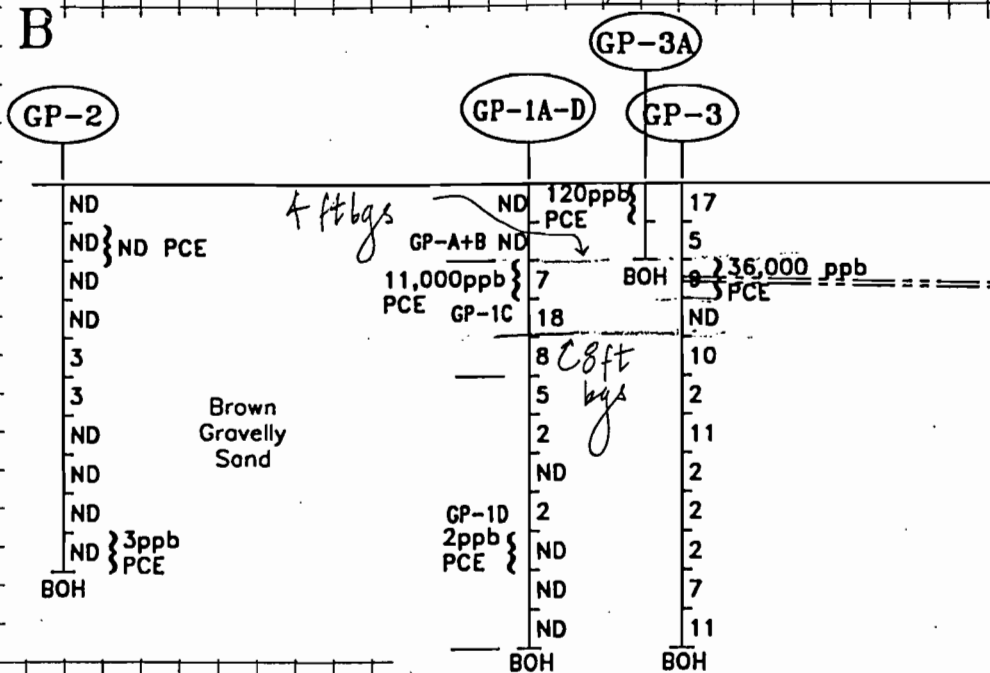 B
GP-3A
GP-2
GP-1A-D
GP-3
ND
ND
120ppb
PCE
17
4 ft bgs
ND
ND PCE
GP-A+B
ND
5
ND
11,000ppb
PCE
7
BOH
9
36,000 ppb
PCE
ND
GP-1C
18
ND
3
8
8ft
bgs
10
3
5
2
Brown
Gravelly
Sand
ND
2
11
ND
ND
2
ND
GP-1D
2
2
ND
3ppb
PCE
2ppb
PCE
ND
2
BOH
ND
7
ND
11
BOH
BOH